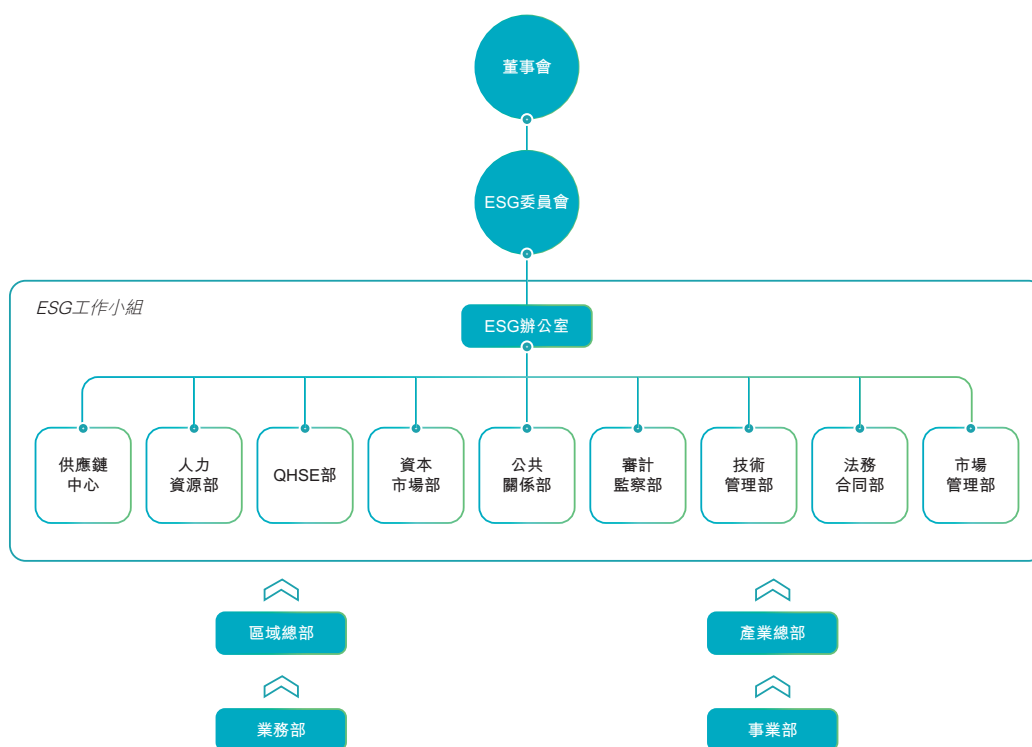 董事會
ESG委員會
ESG工作小組
ESG辦公室
供應鏈
中心
人力
資源部
QHSE部
資本
市場部
公共
關係部
審計
監察部
技術
管理部
法務
合同部
市場
管理部
區域總部
產業總部
業務部
事業部